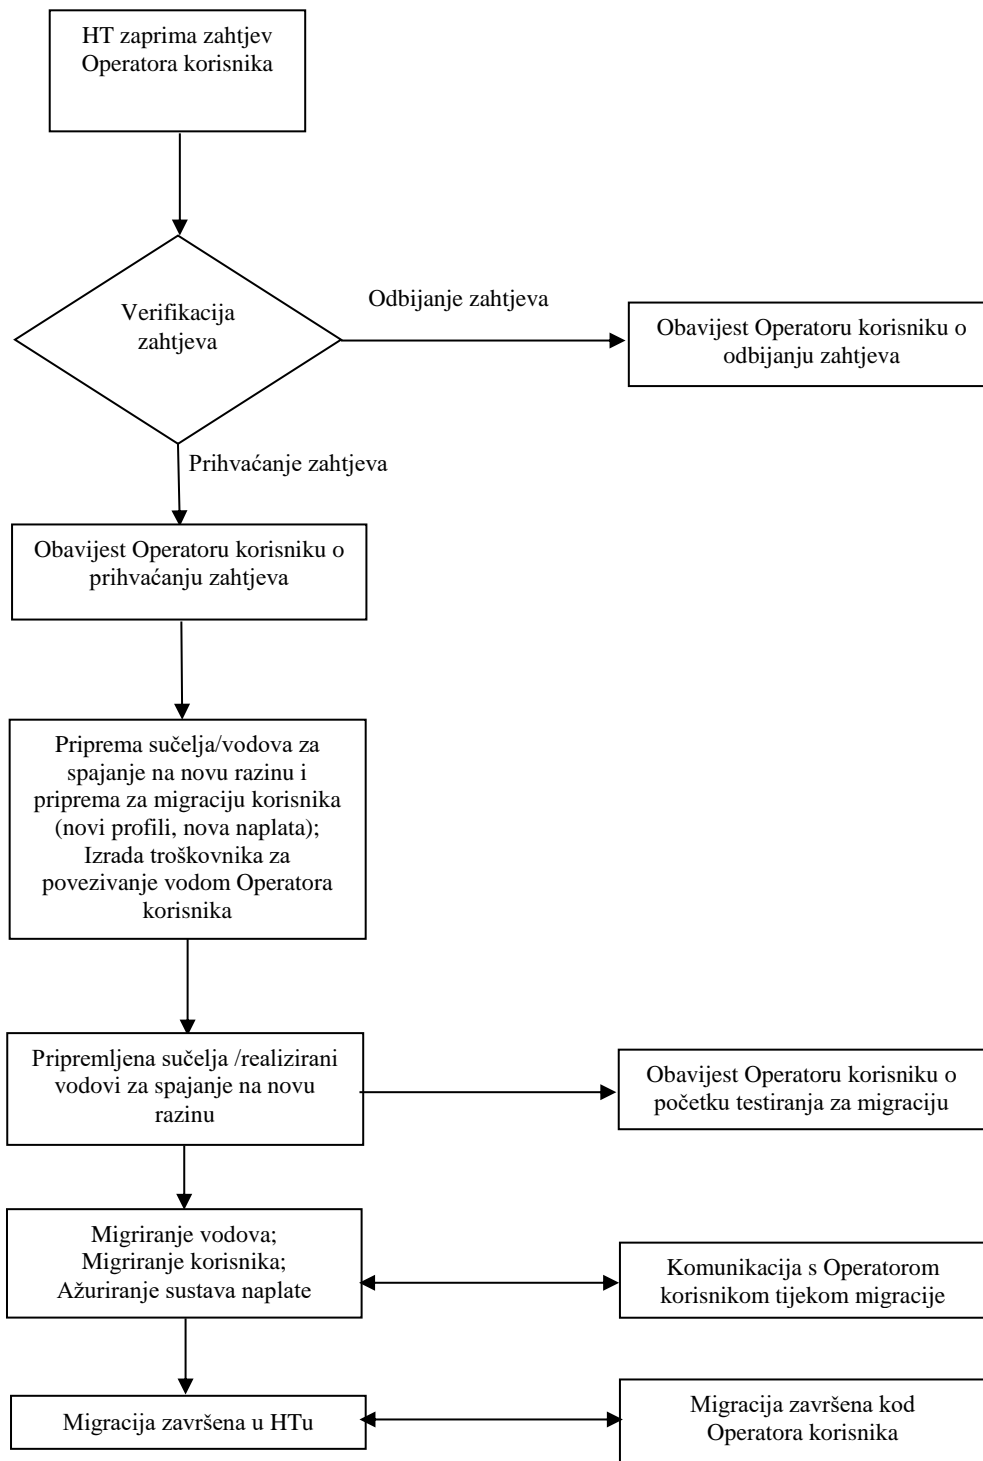 HT zaprima zahtjev
Operatora korisnika
Verifikacija
zahtjeva
Odbijanje zahtjeva
Obavijest Operatoru korisniku o
odbijanju zahtjeva
Prihvaćanje zahtjeva
Obavijest Operatoru korisniku o
prihvaćanju zahtjeva
Priprema sučelja/vodova za
spajanje na novu razinu i
priprema za migraciju korisnika
(novi profili, nova naplata);
Izrada troškovnika za
povezivanje vodom Operatora
korisnika
Pripremljena sučelja /realizirani
vodovi za spajanje na novu
razinu
Obavijest Operatoru korisniku o
početku testiranja za migraciju
Migriranje vodova;
Migriranje korisnika;
Ažuriranje sustava naplate
Komunikacija s Operatorom
korisnikom tijekom migracije
Migracija završena u HTu
Migracija završena kod
Operatora korisnika